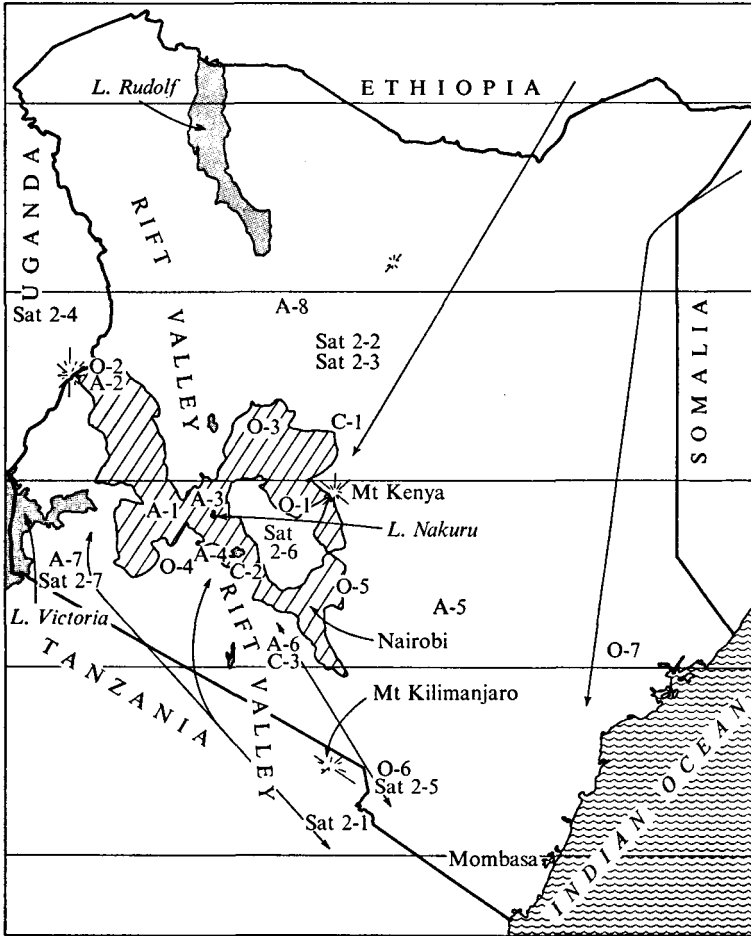 L. Rudolf
ETHIOPIA
UGANDA
RIFT
VALLEY
SOMALIA
A-8
Sat 2-4
Sat 2-2
Sat 2-3
O-2
A-2
O-3
C-1
Mt Kenya
A-3
O-1
A-1
L. Nakuru
Sat
2-6
A-7
Sat 2-7
O-4
A-4
C-2
O-5
A-5
L. Victoria
RIFT VALLEY
Nairobi
A-6
C-3
O-7
TANZANIA
Mt Kilimanjaro
O-6
Sat 2-5
Sat 2-1
Mombasa
INDIAN OCEAN